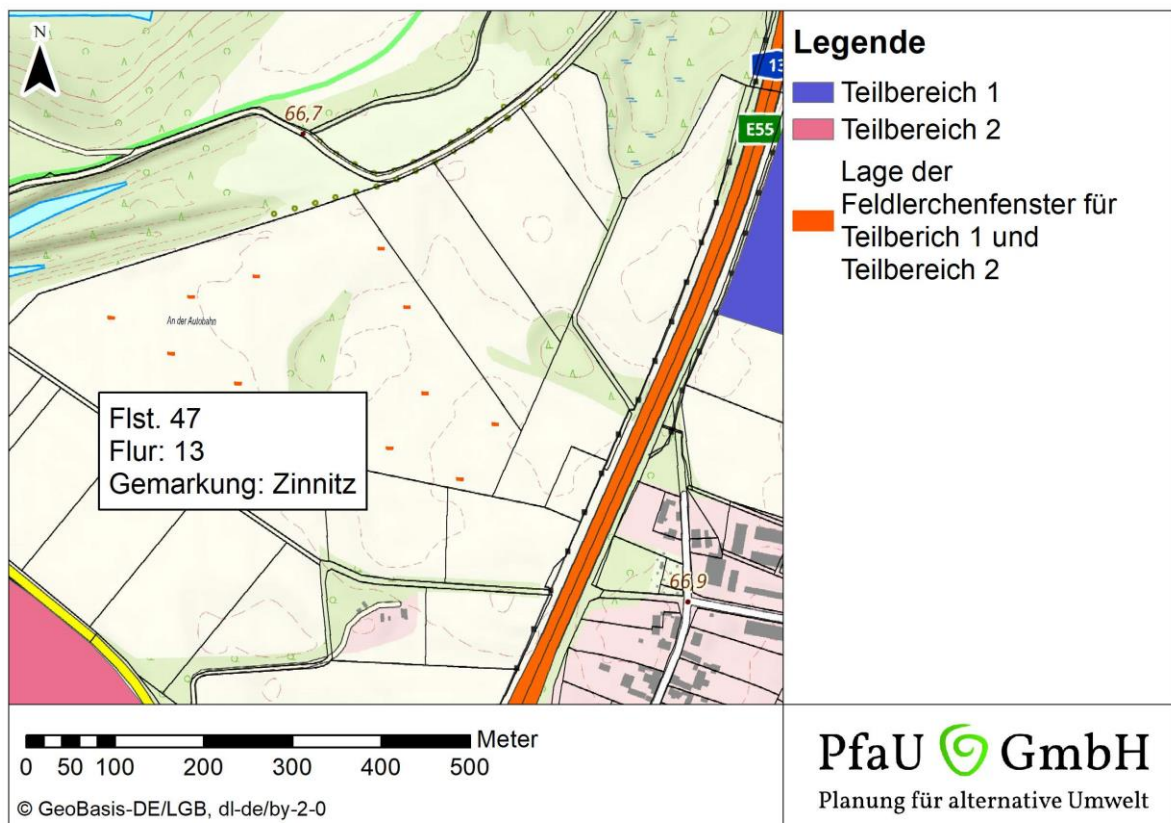 N
66,7
13
E55
An der Autobahn
Flst. 47
Flur: 13
Gemarkung: Zinnitz
66,9
Legende
Teilbereich 1
Teilbereich 2
Lage der
Feldlerchenfenster für
Teilberich 1 und
Teilbereich 2
Meter
0 50 100 200 300 400 500
© GeoBasis-DE/LGB, dl-de/by-2-0
PfaU GmbH
Planung für alternative Umwelt